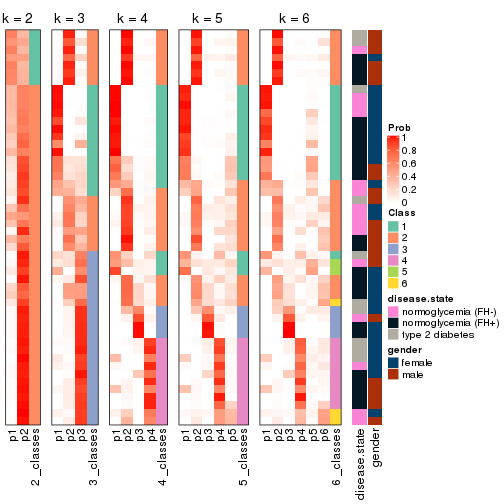 k = 2 k = 3 k = 4 k = 5 k = 6
Prob
1
0.8
0.6
0.4
0.2
0
Class
1
2
3
4
5
6
disease.state
normoglycemia (FH-)
normoglycemia (FH+)
type 2 diabetes
gender
female
male
p1 p2 2_classes p1 p2 p3 3_classes p1 p2 p3 p4 4_classes p1 p2 p3 p4 p5 5_classes p1 p2 p3 p4 p5 p6 6_classes disease.state gender